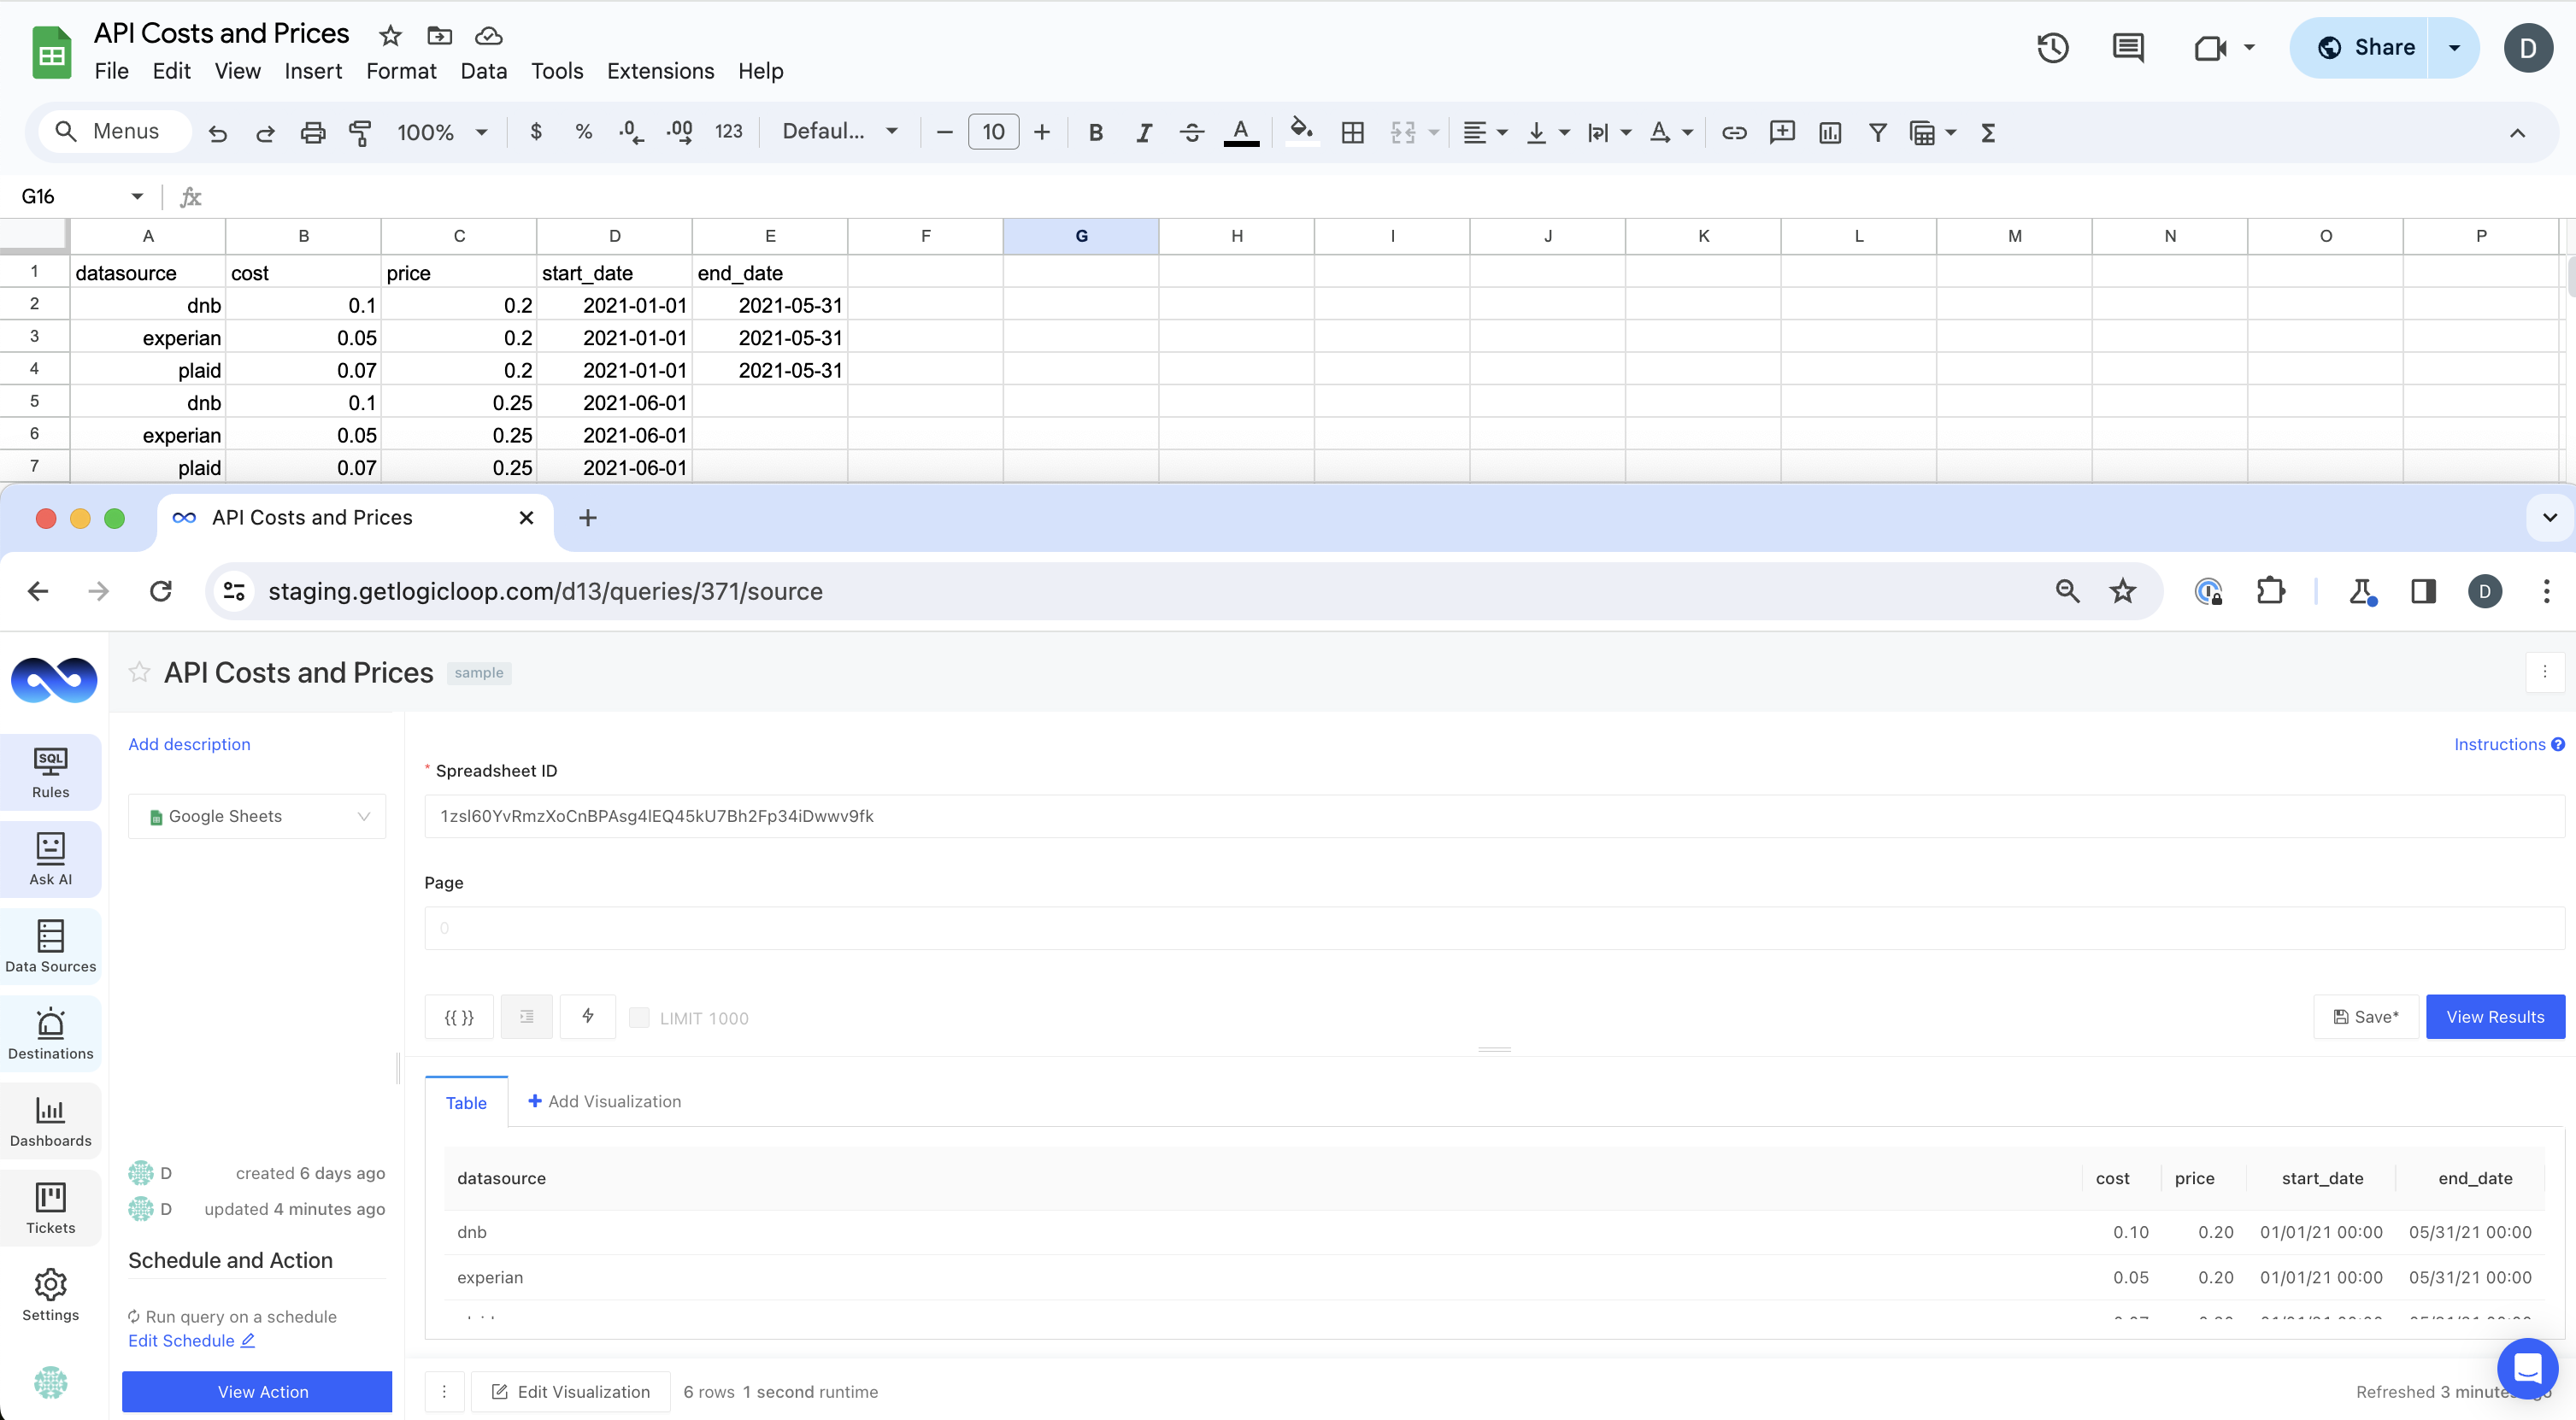 API Costs and Prices
File Edit View Insert Format Data Tools Extensions Help
Share
D
Menus
100%
$ % .0 .00 123
Defaul...
10
B I A
G16
fx
A B C D E F G H I J K L M N O P
1 datasource cost price start_date end_date
2 dnb 0.1 0.2 2021-01-01 2021-05-31
3 experian 0.05 0.2 2021-01-01 2021-05-31
4 plaid 0.07 0.2 2021-01-01 2021-05-31
5 dnb 0.1 0.25 2021-06-01
6 experian 0.05 0.25 2021-06-01
7 plaid 0.07 0.25 2021-06-01
API Costs and Prices
staging.getlogicloop.com/d13/queries/371/source
D
API Costs and Prices
sample
SQL
Rules
Ask AI
Data Sources
Destinations
Dashboards
Tickets
Settings
Add description
Google Sheets
D created 6 days ago
D updated 4 minutes ago
Schedule and Action
Run query on a schedule
Edit Schedule
View Action
Instructions
* Spreadsheet ID
1zsl60YvRmzXoCnBPAsg4lEQ45kU7Bh2Fp34iDwwv9fk
Page
0
{{ }}
LIMIT 1000
Save*
View Results
Table
Add Visualization
datasource cost price start_date end_date
dnb 0.10 0.20 01/01/21 00:00 05/31/21 00:00
experian 0.05 0.20 01/01/21 00:00 05/31/21 00:00
Edit Visualization
6 rows 1 second runtime
Refreshed 3 minutes